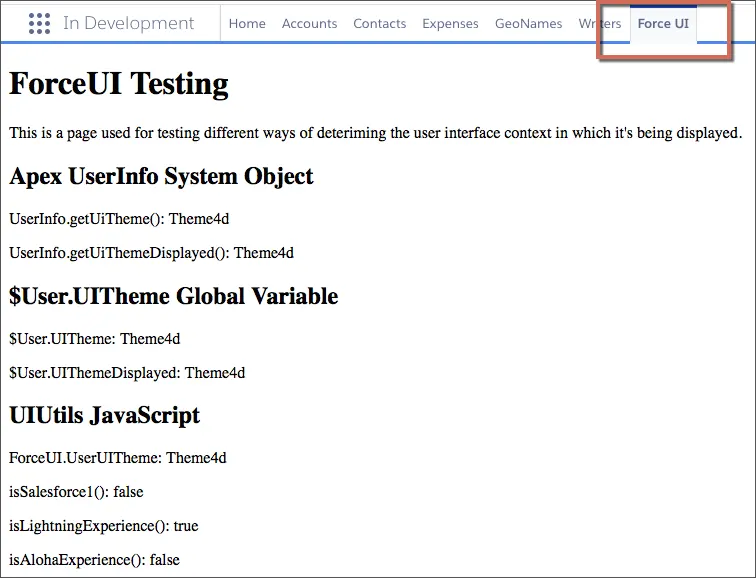 In Development Home Accounts Contacts Expenses GeoNames Writers Force UI
ForceUI Testing
This is a page used for testing different ways of deteriming the user interface context in which it's being displayed.
Apex UserInfo System Object
UserInfo.getUiTheme(): Theme4d
UserInfo.getUiThemeDisplayed(): Theme4d
$User.UITheme Global Variable
$User.UITheme: Theme4d
$User.UIThemeDisplayed: Theme4d
UIUtils JavaScript
ForceUI.UserUITheme: Theme4d
isSalesforce1(): false
isLightningExperience(): true
isAlohaExperience(): false